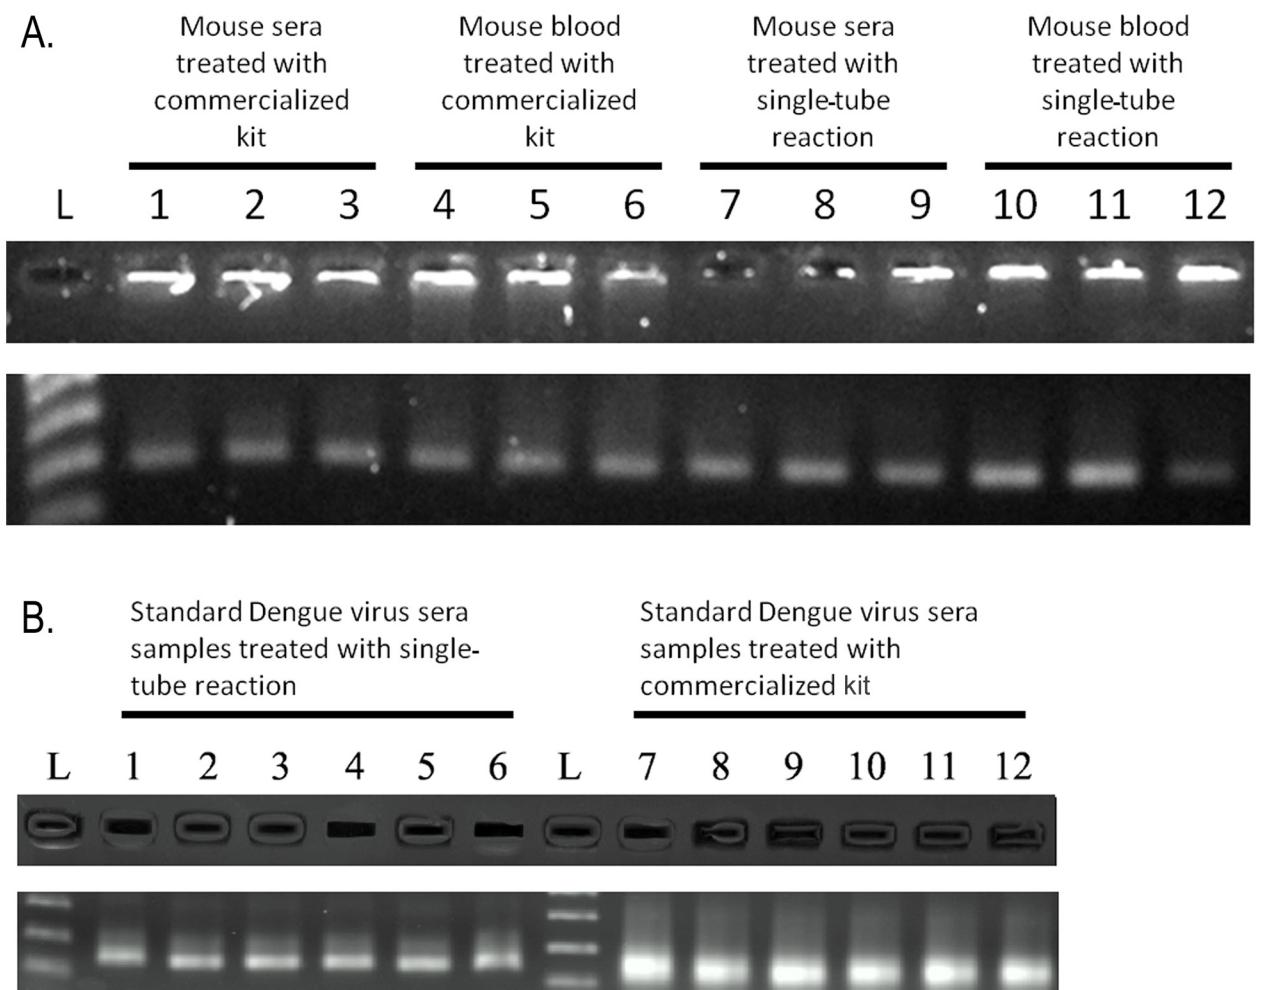 A.
Mouse sera
treated with
commercialized
kit
Mouse blood
treated with
commercialized
kit
Mouse sera
treated with
single-tube
reaction
Mouse blood
treated with
single-tube
reaction
L 1 2 3 4 5 6 7 8 9 10 11 12
B.
Standard Dengue virus sera
samples treated with single-
tube reaction
Standard Dengue virus sera
samples treated with
commercialized kit
L 1 2 3 4 5 6 L 7 8 9 10 11 12